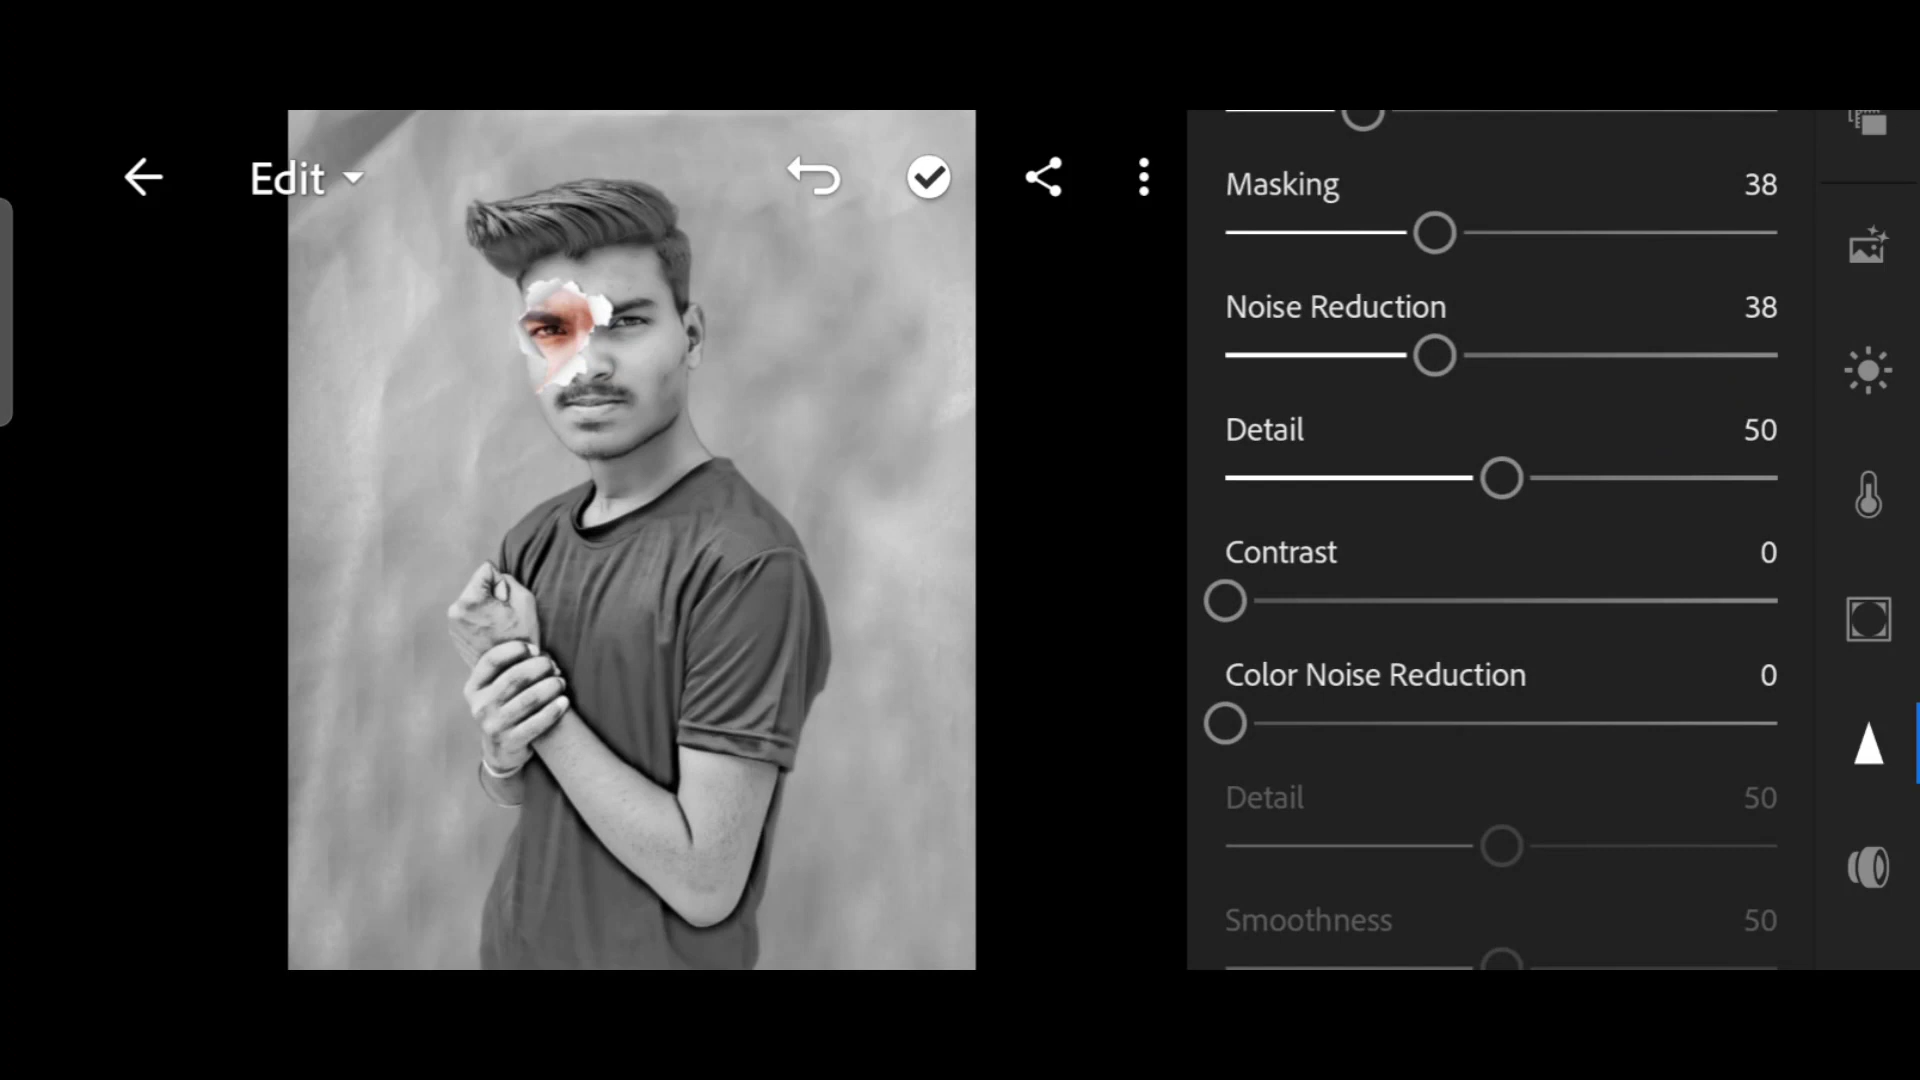 Edit
Masking 38
Noise Reduction 38
Detail 50
Contrast 0
Color Noise Reduction 0
Detail 50
Smoothness 50